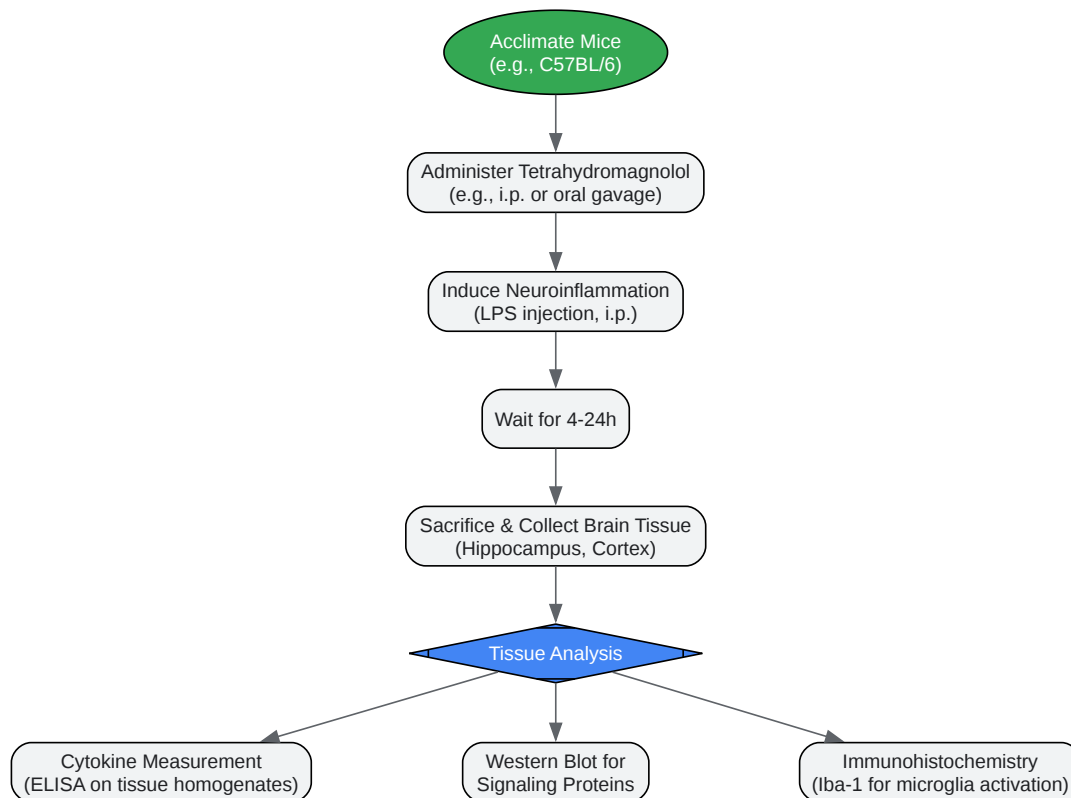 Acclimate Mice
(e.g., C57BL/6)
Administer Tetrahydromagnolol
(e.g., i.p. or oral gavage)
Induce Neuroinflammation
(LPS injection, i.p.)
Wait for 4-24h
Sacrifice & Collect Brain Tissue
(Hippocampus, Cortex)
Tissue Analysis
Cytokine Measurement
(ELISA on tissue homogenates)
Western Blot for
Signaling Proteins
Immunohistochemistry
(Iba-1 for microglia activation)